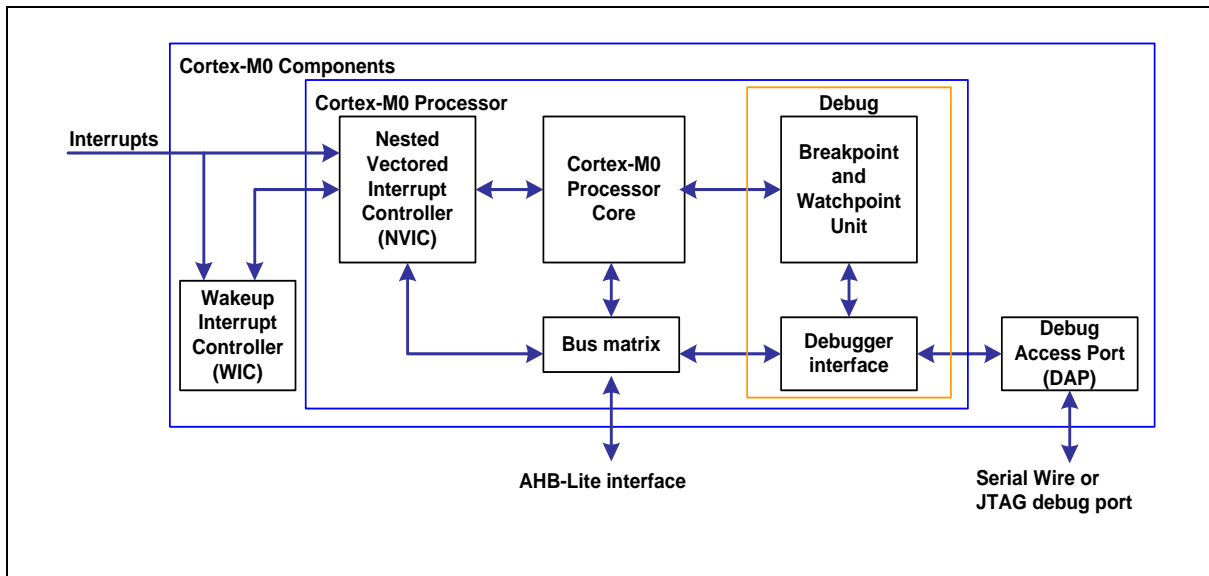 Cortex-M0 Components
Cortex-M0 Processor
Debug
Interrupts
Nested
Vectored
Interrupt
Controller
(NVIC)
Cortex-M0
Processor
Core
Breakpoint
and
Watchpoint
Unit
Wakeup
Interrupt
Controller
(WIC)
Bus matrix
Debugger
interface
Debug
Access Port
(DAP)
AHB-Lite interface
Serial Wire or
JTAG debug port